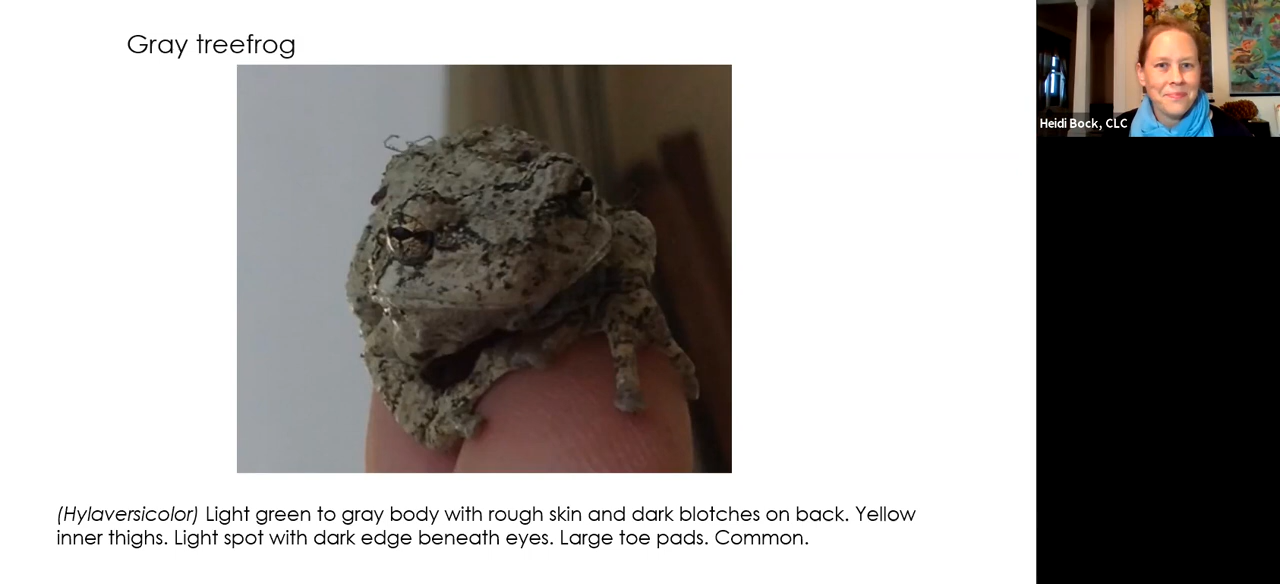 Gray treefrog
Heidi Bock, CLC
(Hylaversicolor) Light green to gray body with rough skin and dark blotches on back. Yellow
inner thighs. Light spot with dark edge beneath eyes. Large toe pads. Common.